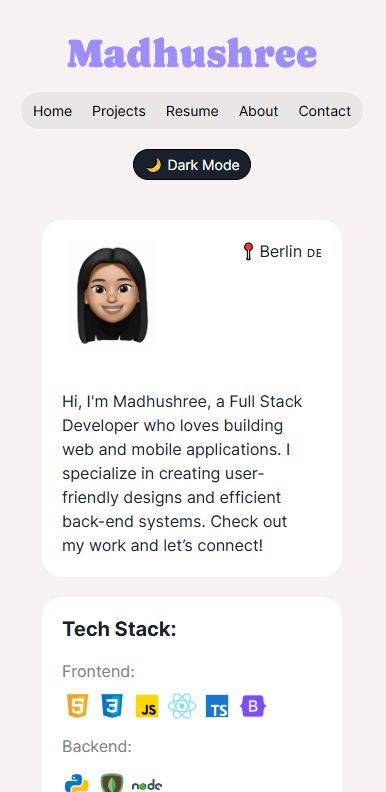 Madhushree
Home Projects Resume About Contact
🌙 Dark Mode
📍 Berlin DE
Hi, I'm Madhushree, a Full Stack
Developer who loves building
web and mobile applications. I
specialize in creating user-
friendly designs and efficient
back-end systems. Check out
my work and let’s connect!
Tech Stack:
Frontend:
5 3 JS TS B
Backend:
node